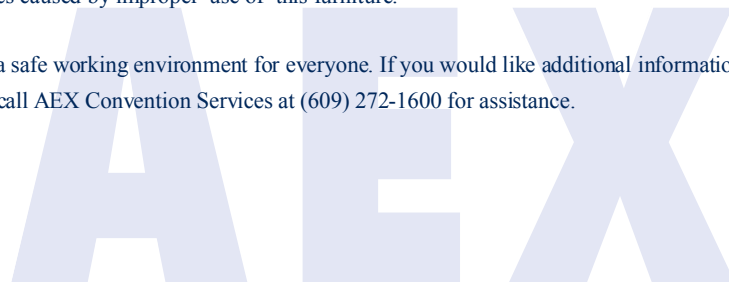 caused by improper use of this furniture.
a safe working environment for everyone. If you would like additional
call AEX Convention Services at (609) 272-1600 for assistance.
AEX